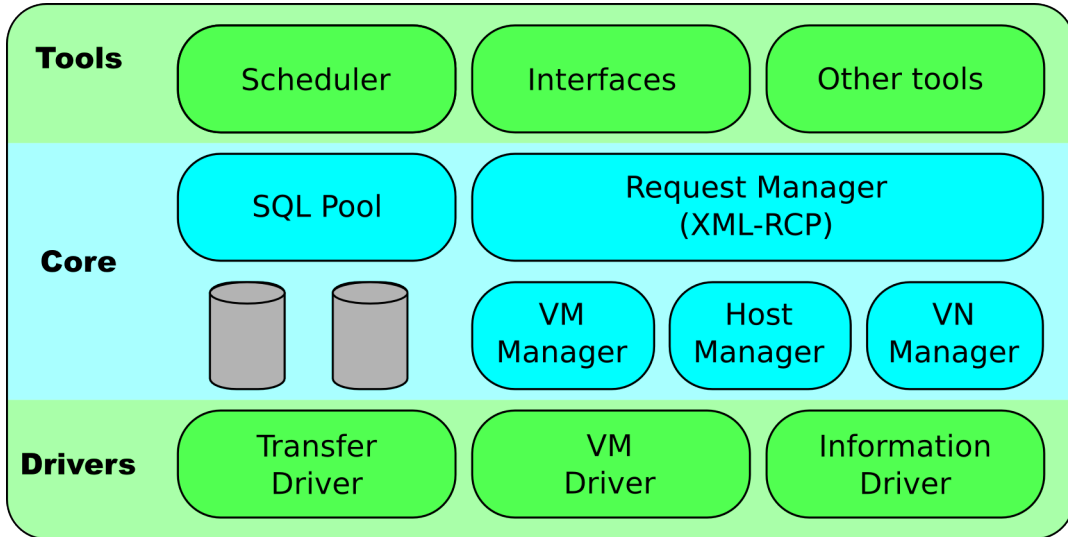 Tools
Scheduler
Interfaces
Other tools
Core
SQL Pool
Request Manager
(XML-RCP)
VM
Manager
Host
Manager
VN
Manager
Drivers
Transfer
Driver
VM
Driver
Information
Driver